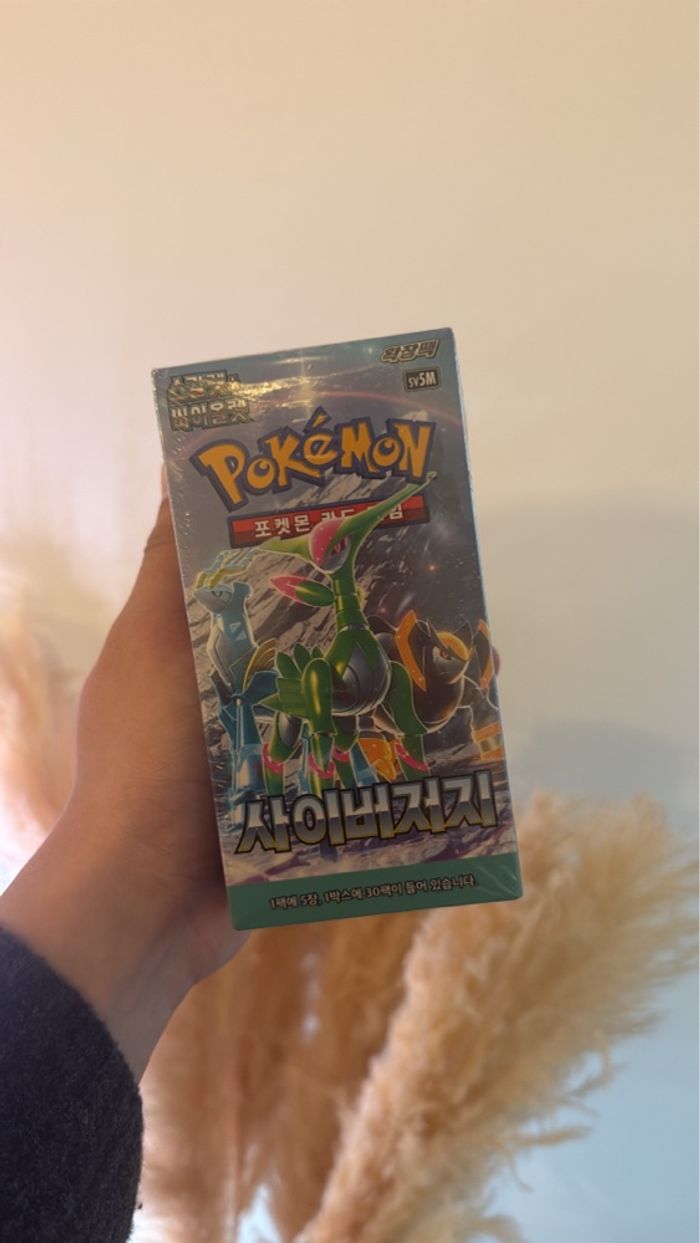 확장팩
스칼렛&
바이올렛
sv5M
POKéMON
포켓몬 카드 게임
사이버저지
1팩에 5장, 1박스에 30팩이 들어 있습니다.